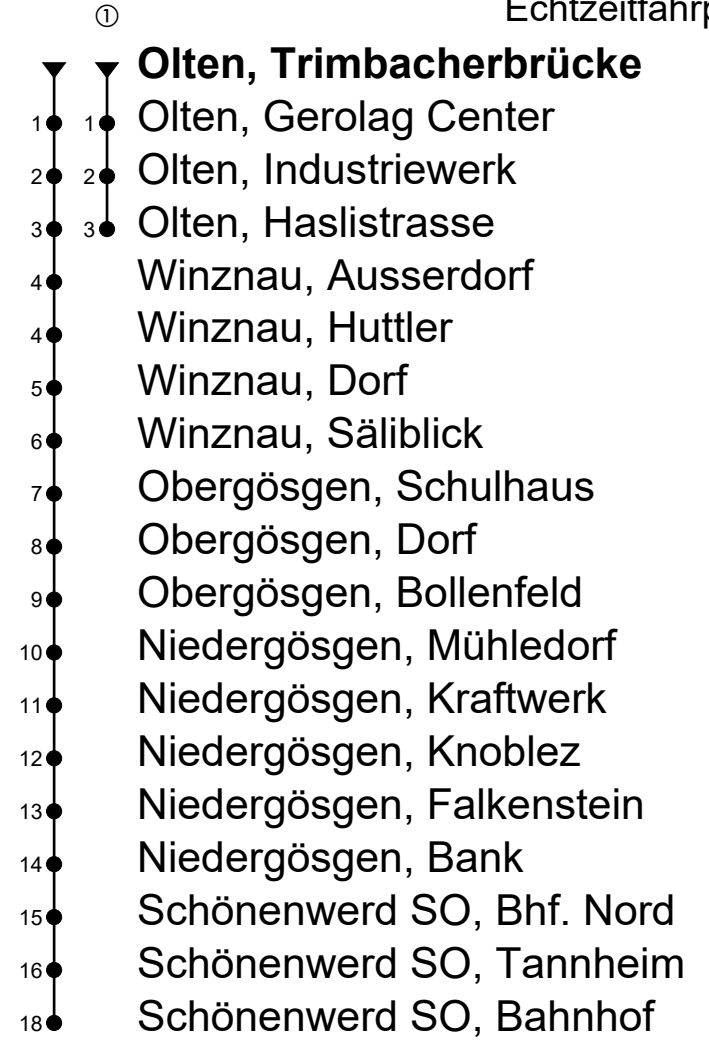 ① Echtzeitfahrp
Olten, Trimbacherbrücke
1 1 Olten, Gerolag Center
2 2 Olten, Industriewerk
3 3 Olten, Haslistrasse
4 Winznau, Ausserdorf
4 Winznau, Huttler
5 Winznau, Dorf
6 Winznau, Säliblick
7 Obergösgen, Schulhaus
8 Obergösgen, Dorf
9 Obergösgen, Bollenfeld
10 Niedergösgen, Mühledorf
11 Niedergösgen, Kraftwerk
12 Niedergösgen, Knoblez
13 Niedergösgen, Falkenstein
14 Niedergösgen, Bank
15 Schönenwerd SO, Bhf. Nord
16 Schönenwerd SO, Tannheim
18 Schönenwerd SO, Bahnhof